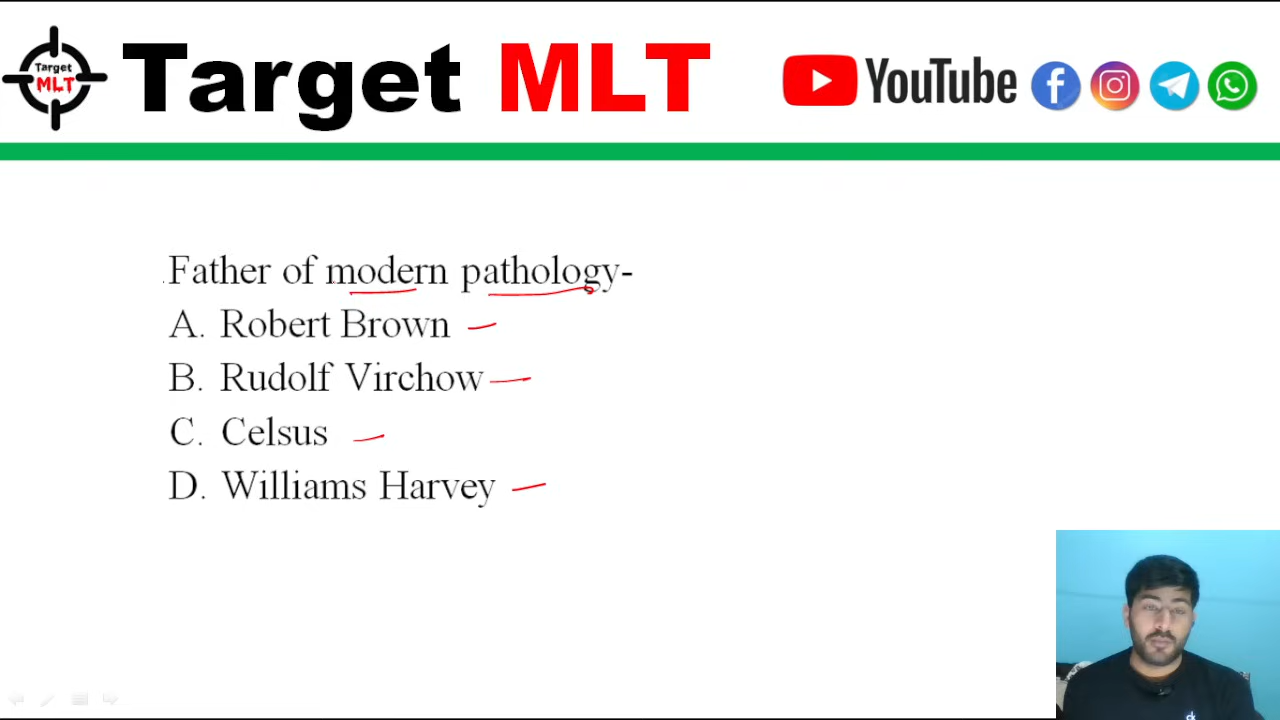 Target MLT
Target MLT YouTube
Father of modern pathology-
A. Robert Brown
B. Rudolf Virchow
C. Celsus
D. Williams Harvey